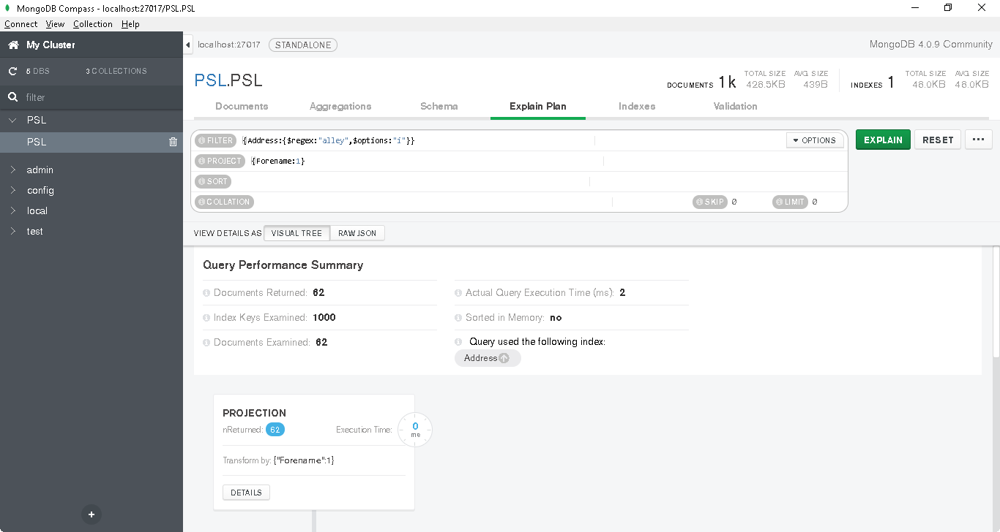 MongoDB Compass - localhost:27017/PSL.PSL
Connect View Collection Help
My Cluster
localhost:27017 STANDALONE MongoDB 4.0.9 Community
5 DBS 3 COLLECTIONS
filter
PSL
PSL
admin
config
local
test
PSL.PSL
DOCUMENTS 1k TOTAL SIZE 428.5KB AVG. SIZE 439B INDEXES 1 TOTAL SIZE 48.0KB AVG. SIZE 48.0KB
Documents Aggregations Schema Explain Plan Indexes Validation
FILTER {Address:{$regex:"alley",$options:"i"}} OPTIONS EXPLAIN RESET ...
PROJECT {Forename:1}
SORT
COLLATION SKIP 0 LIMIT 0
VIEW DETAILS AS VISUAL TREE RAW JSON
Query Performance Summary
Documents Returned: 62
Index Keys Examined: 1000
Documents Examined: 62
Actual Query Execution Time (ms): 2
Sorted in Memory: no
Query used the following index:
Address
PROJECTION
nReturned: 62 Execution Time: 0 ms
Transform by: {"Forename":1}
DETAILS